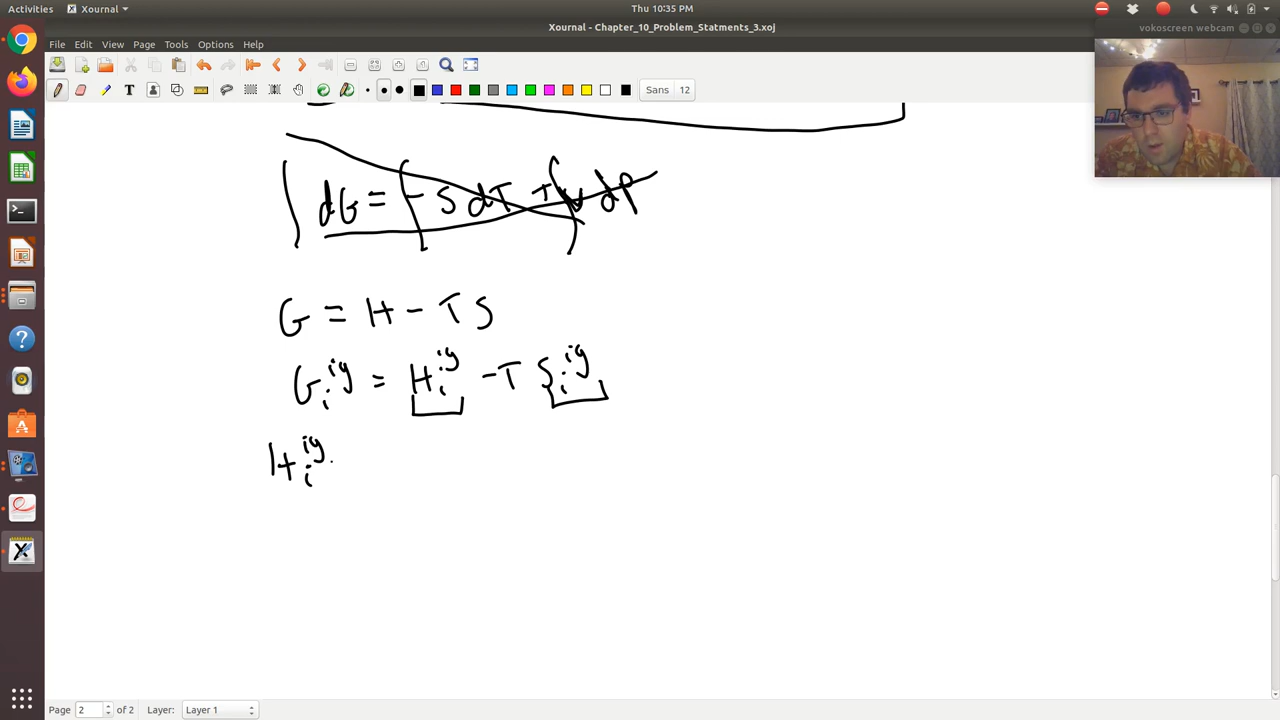 Activities Xournal Thu 10:35 PM
Xournal - Chapter_10_Problem_Statments_3.xoj
vokoscreen webcam
File Edit View Page Tools Options Help
Sans 12
dG = - S dT + V dP
G = H - T S
G_i^{ig} = H_i^{ig} - T S_i^{ig}
H_i^{ig}
Page 2 of 2 Layer: Layer 1